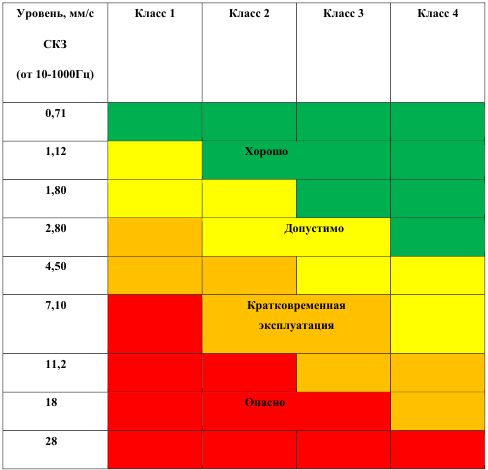 Уровень, мм/с Класс 1 Класс 2 Класс 3 Класс 4
СКЗ
(от 10-1000Гц)
0,71
1,12 Хорошо
1,80
2,80 Допустимо
4,50
7,10 Кратковременная
эксплуатация
11,2
18 Опасно
28